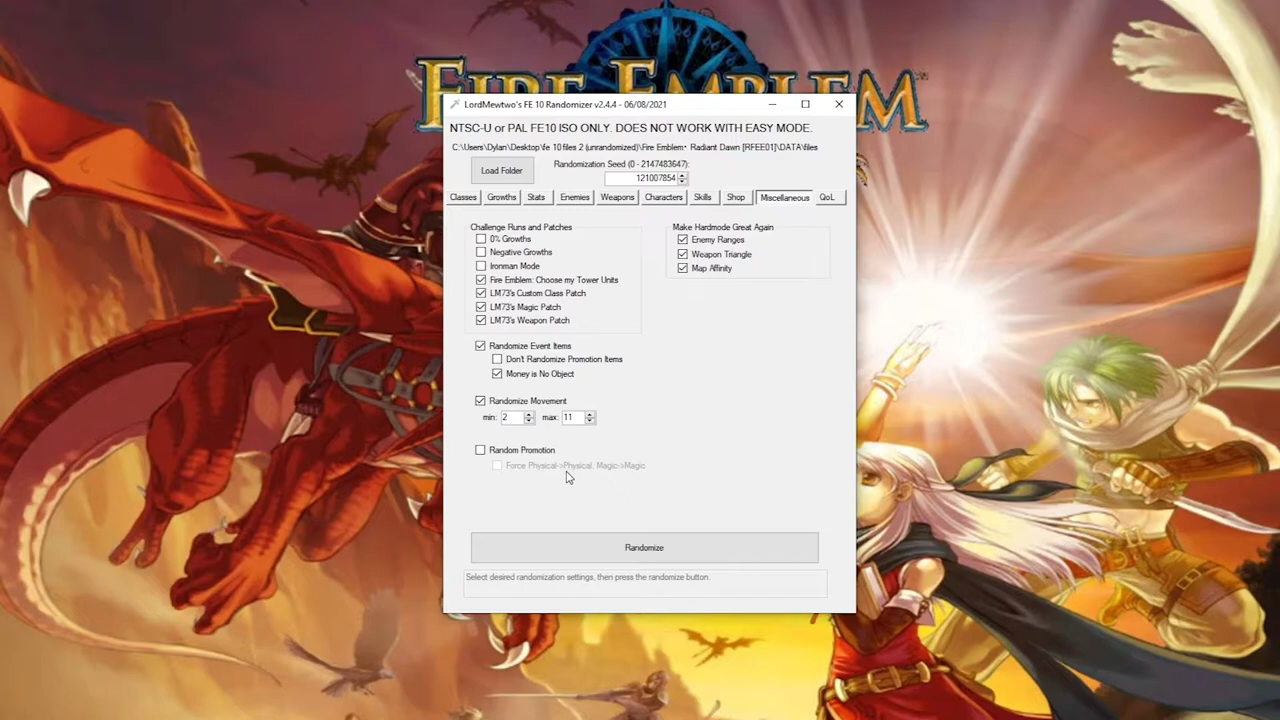 FIRE EMBLEM
LordMewtwo's FE 10 Randomizer v2.4.4 - 06/08/2021
NTSC-U or PAL FE10 ISO ONLY. DOES NOT WORK WITH EASY MODE.
C:\Users\Dylan\Desktop\fe 10 files 2 (unrandomized)\Fire Emblem• Radiant Dawn [RFEE01]\DATA\files
Load Folder
Randomization Seed (0 - 2147483647):
121007854
Classes Growths Stats Enemies Weapons Characters Skills Shop Miscellaneous QoL
Challenge Runs and Patches
0% Growths
Negative Growths
Ironman Mode
Fire Emblem: Choose my Tower Units
LM73's Custom Class Patch
LM73's Magic Patch
LM73's Weapon Patch
Make Hardmode Great Again
Enemy Ranges
Weapon Triangle
Map Affinity
Randomize Event Items
Don't Randomize Promotion Items
Money is No Object
Randomize Movement
min: 2 max: 11
Random Promotion
Force Physical->Physical, Magic->Magic
Randomize
Select desired randomization settings, then press the randomize button.